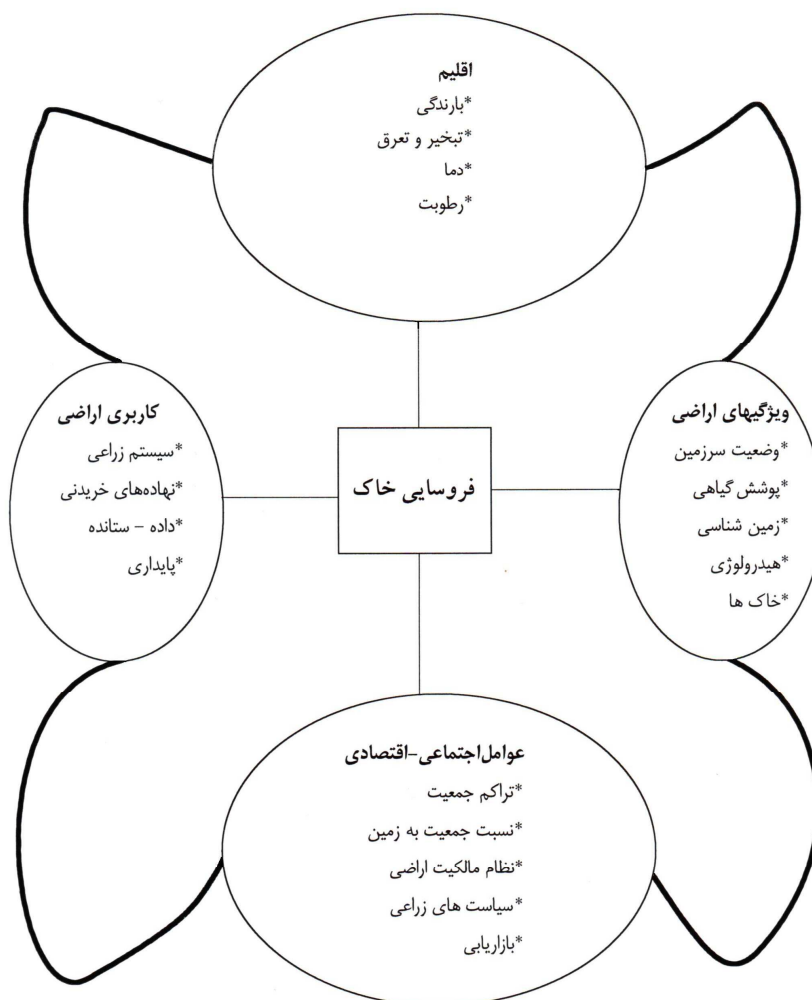 اقلیم
*بارندگی
*تبخیر و تعرق
*دما
*رطوبت
ویژگیهای اراضی
*وضعیت سرزمین
*پوشش گیاهی
*زمین شناسی
*هیدرولوژی
*خاک ها
فروسایی خاک
کاربری اراضی
*سیستم زراعی
*نهاده‌های خریدنی
*داده - ستانده
*پایداری
عوامل‌اجتماعی-اقتصادی
*تراکم جمعیت
*نسبت جمعیت به زمین
*نظام مالکیت اراضی
*سیاست های زراعی
*بازاریابی